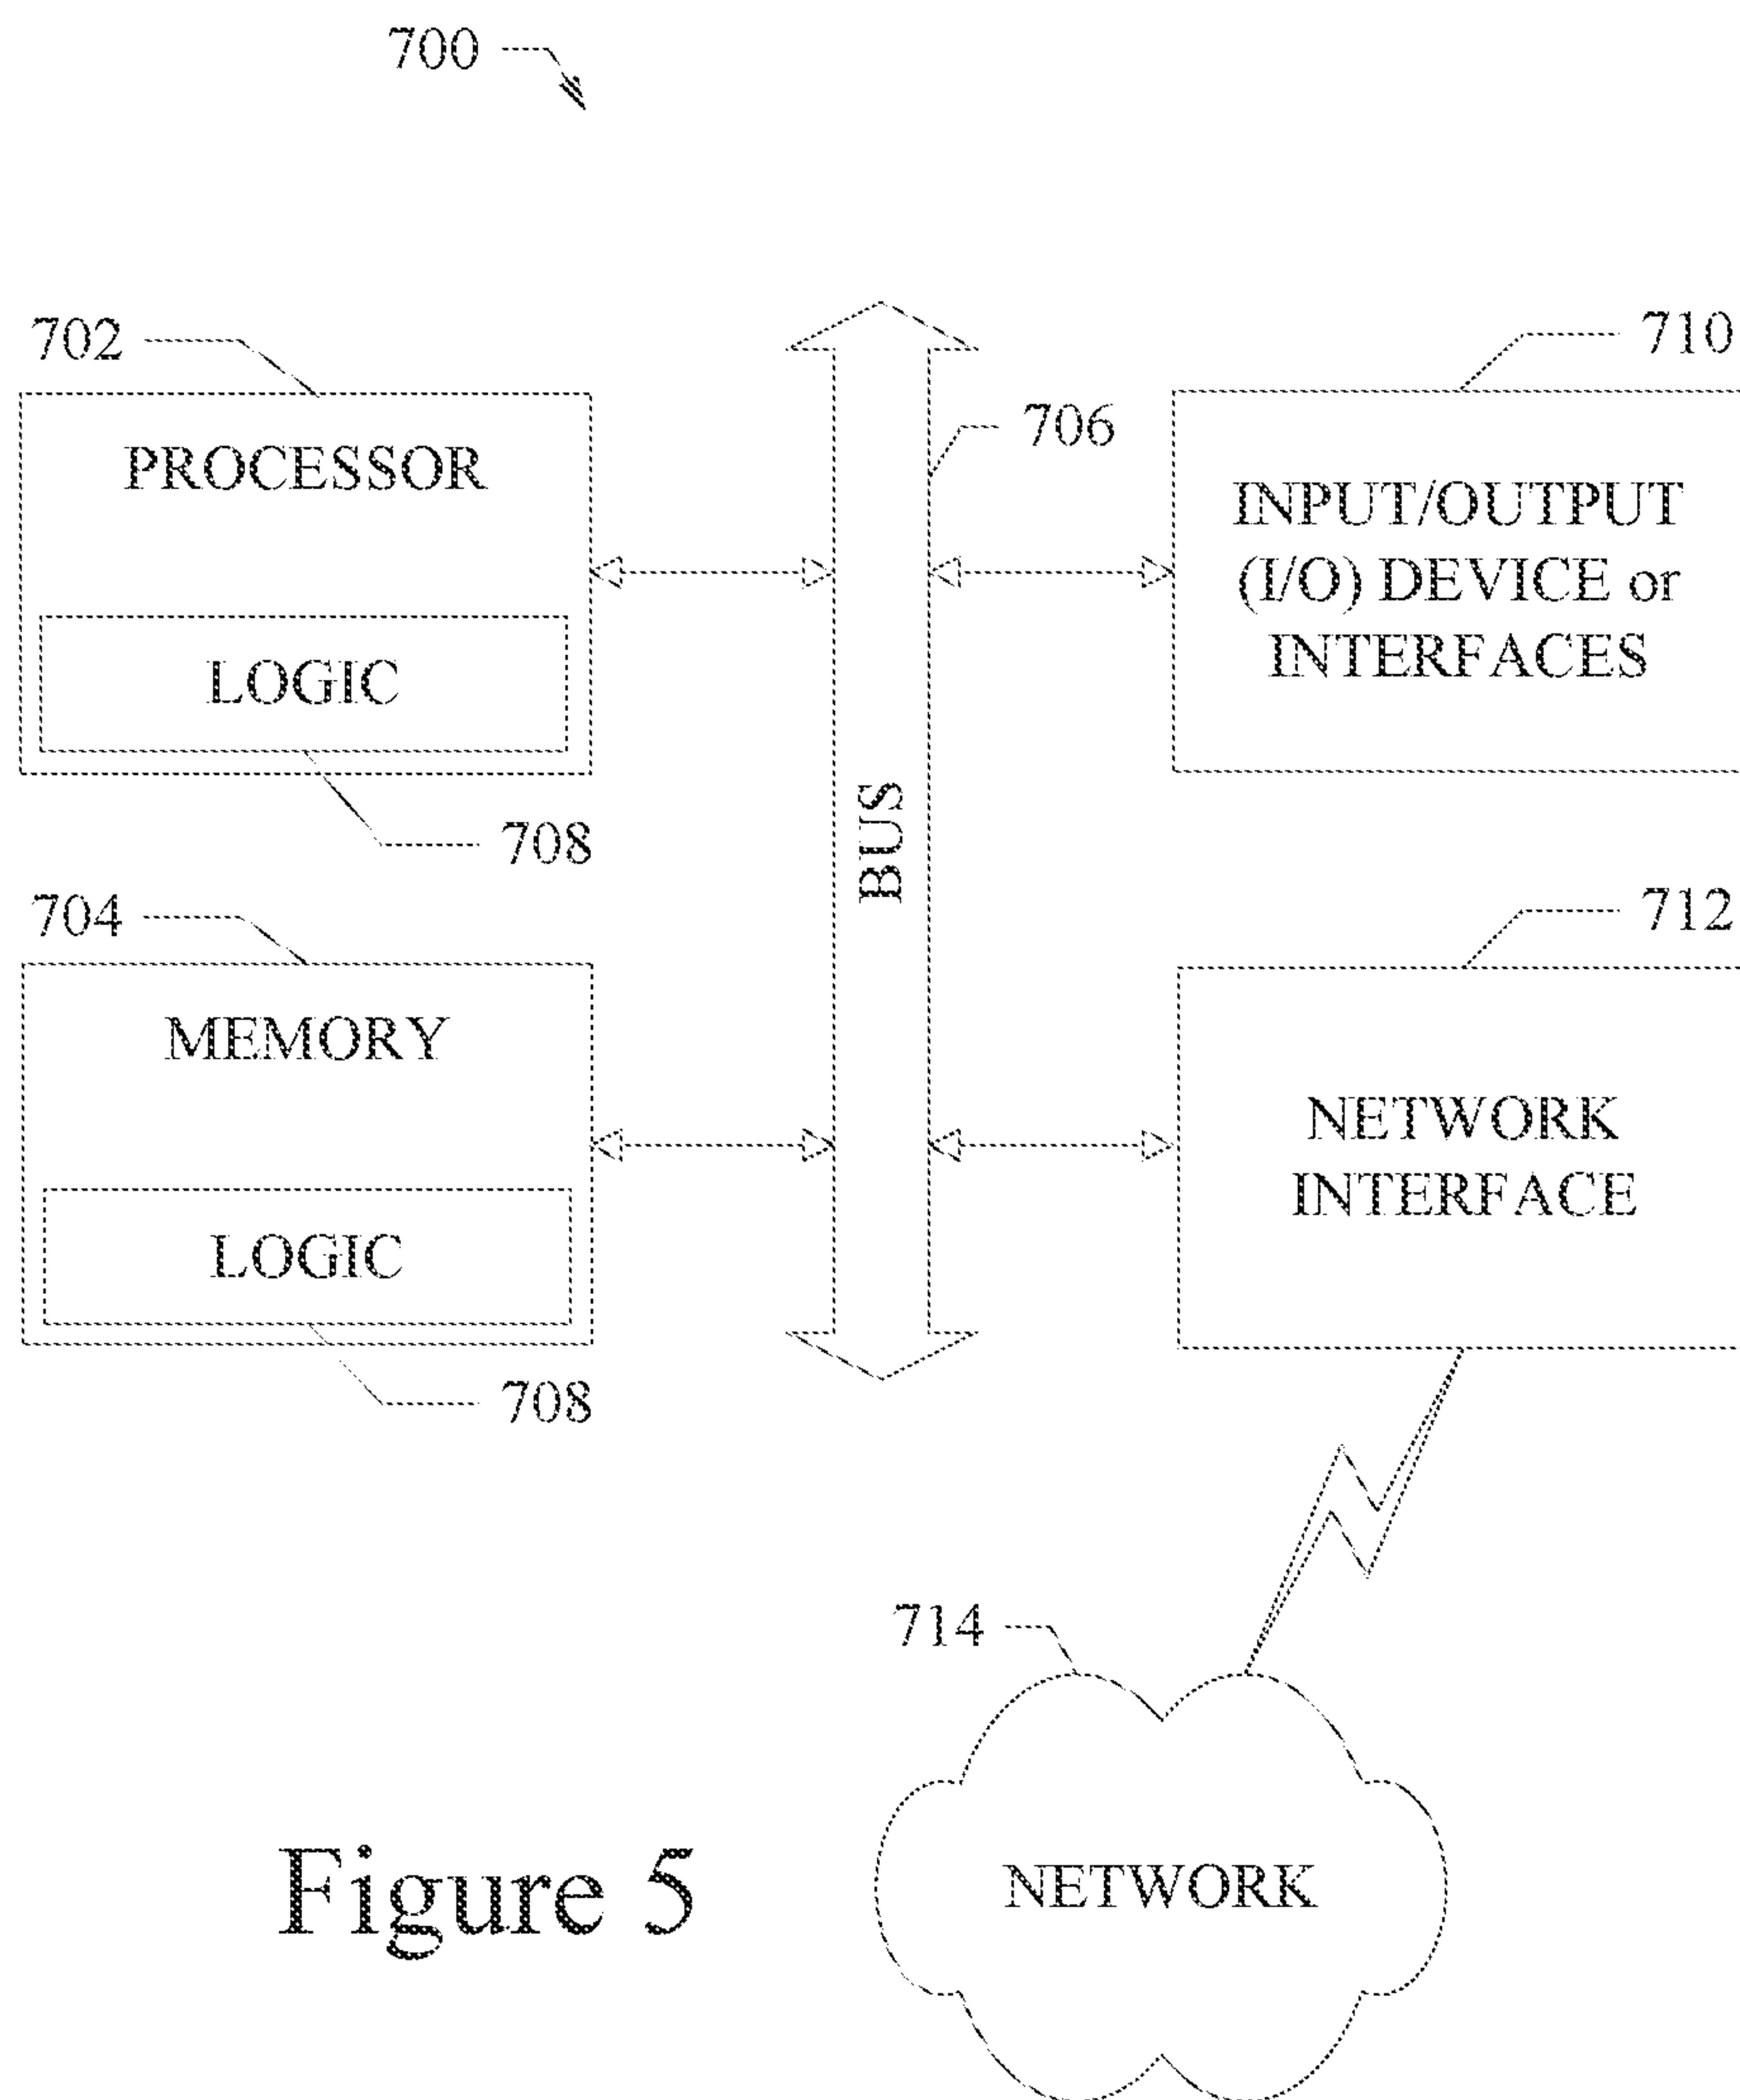 700
702
710
706
PROCESSOR
INPUT/OUTPUT
(I/O) DEVICE or
INTERFACES
LOGIC
708
BUS
704
712
MEMORY
NETWORK
INTERFACE
LOGIC
708
714
NETWORK
Figure 5